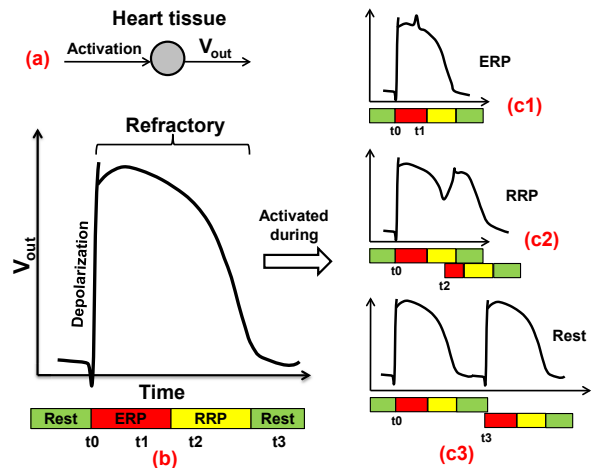 Heart tissue
(a)
Activation
Vout
Refractory
Vout
Depolarization
Time
Rest ERP RRP Rest
t0 t1 t2 t3
(b)
Activated
during
ERP
t0 t1
(c1)
RRP
t0
(c2)
t2
Rest
t0
t3
(c3)